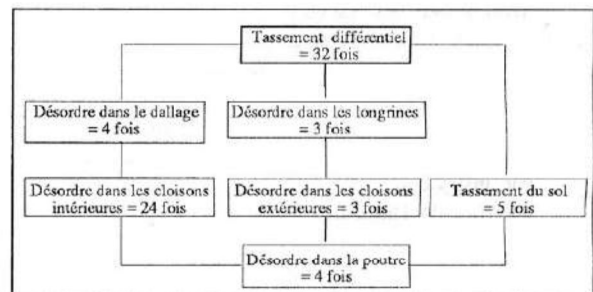 Tassement différentiel
= 32 fois
Désordre dans le dallage
= 4 fois
Désordre dans les longrines
= 3 fois
Désordre dans les cloisons
intérieures = 24 fois
Désordre dans les cloisons
extérieures = 3 fois
Tassement du sol
= 5 fois
Désordre dans la poutre
= 4 fois